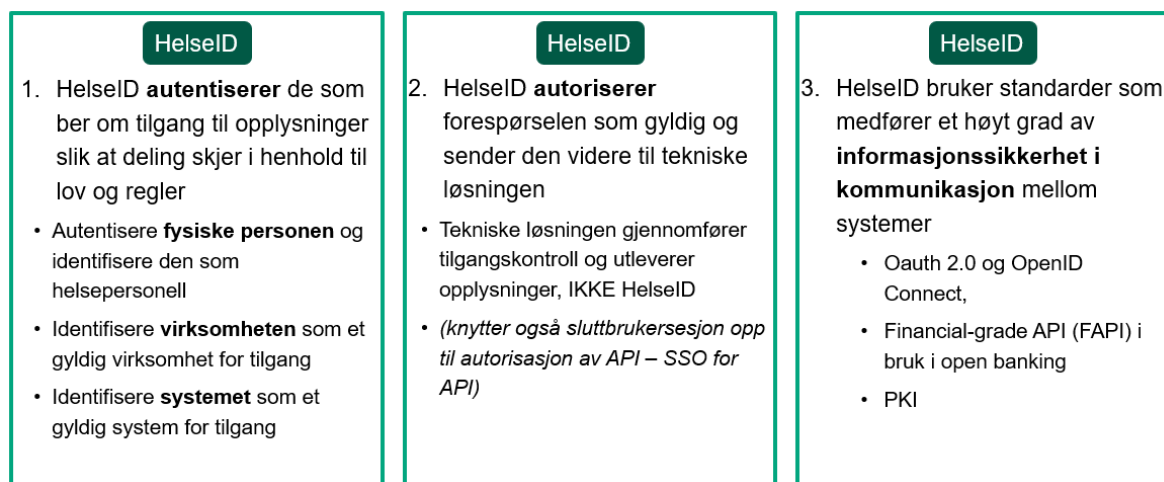 HelseID
1. HelseID autentiserer de som
ber om tilgang til opplysninger
slik at deling skjer i henhold til
lov og regler
• Autentisere fysiske personen og
identifisere den som
helsepersonell
• Identifisere virksomheten som et
gyldig virksomhet for tilgang
• Identifisere systemet som et
gyldig system for tilgang
HelseID
2. HelseID autoriserer
forespørselen som gyldig og
sender den videre til tekniske
løsningen
• Tekniske løsningen gjennomfører
tilgangskontroll og utleverer
opplysninger, IKKE HelseID
• (knytter også sluttbrukersesjon opp
til autorisasjon av API – SSO for
API)
HelseID
3. HelseID bruker standarder som
medfører et høyt grad av
informasjonssikkerhet i
kommunikasjon mellom
systemer
• Oauth 2.0 og OpenID
Connect,
• Financial-grade API (FAPI) i
bruk i open banking
• PKI